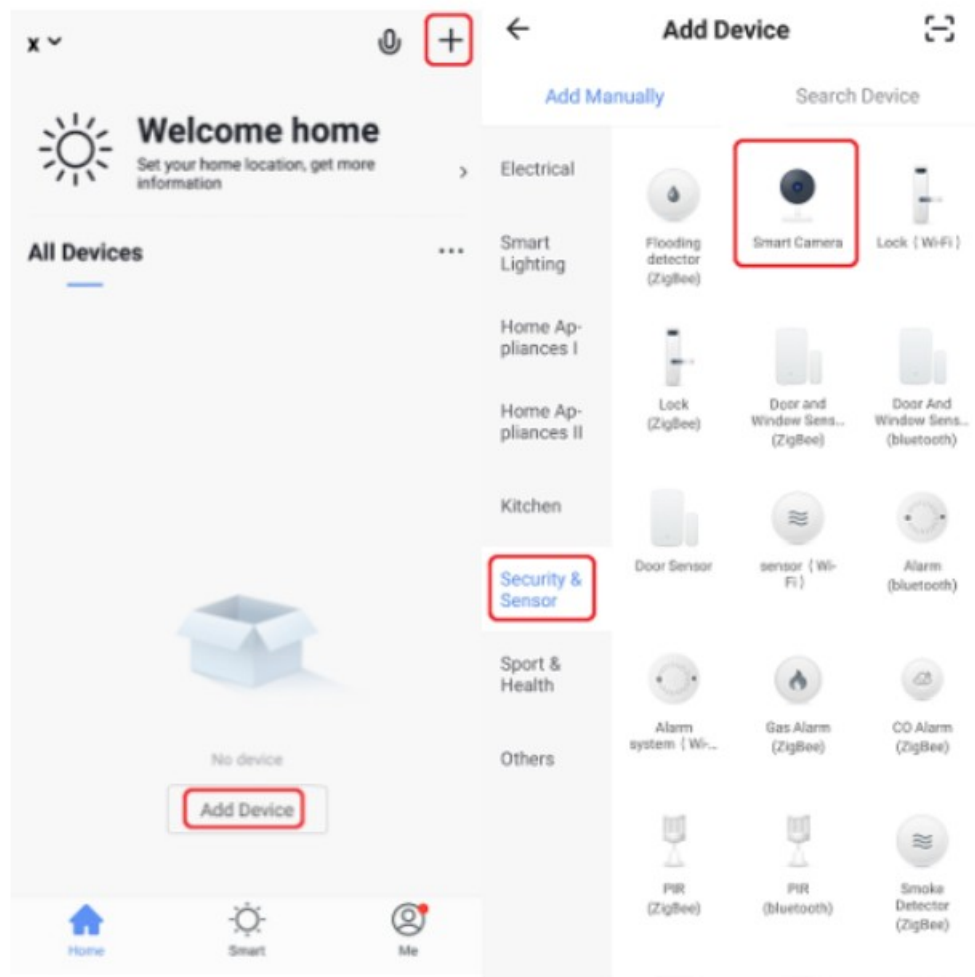 x
Welcome home
Set your home location, get more
information
All Devices
No device
Add Device
Home
Smart
Me
Add Device
Add Manually
Search Device
Electrical
Smart
Lighting
Home Ap-
pliances I
Home Ap-
pliances II
Kitchen
Security &
Sensor
Sport &
Health
Others
Flooding
detector
(ZigBee)
Smart Camera
Lock (Wi-Fi)
Lock
(ZigBee)
Door and
Window Sens...
(ZigBee)
Door And
Window Sens...
(bluetooth)
Door Sensor
sensor (Wi-
Fi)
Alarm
(bluetooth)
Alarm
system (Wi-...
Gas Alarm
(ZigBee)
CO Alarm
(ZigBee)
PIR
(ZigBee)
PIR
(bluetooth)
Smoke
Detector
(ZigBee)